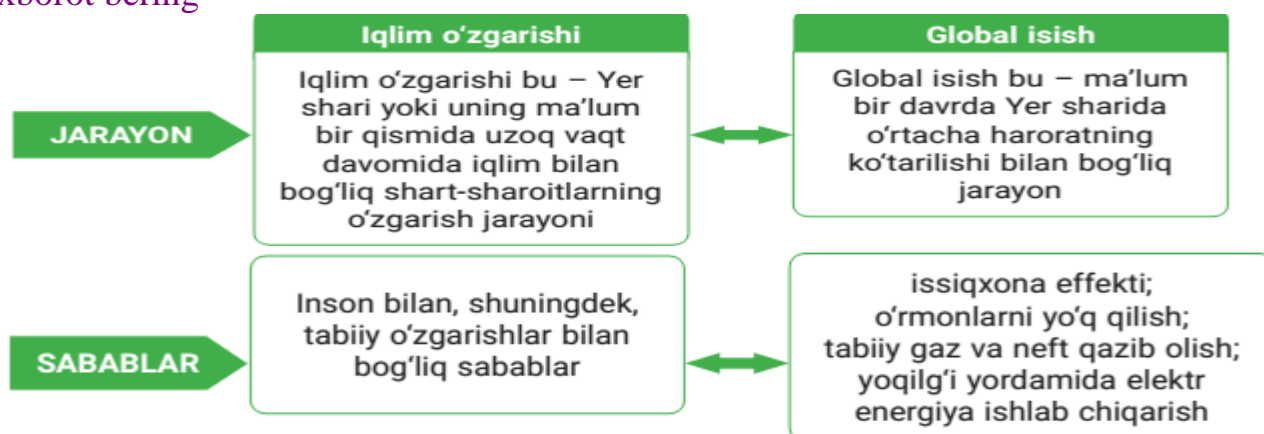 axborot bering
Iqlim o‘zgarishi
Global isish
JARAYON
Iqlim o‘zgarishi bu – Yer
shari yoki uning ma’lum
bir qismida uzoq vaqt
davomida iqlim bilan
bog‘liq shart-sharoitlarning
o‘zgarish jarayoni
Global isish bu – ma’lum
bir davrda Yer sharida
o‘rtacha haroratning
ko‘tarilishi bilan bog‘liq
jarayon
SABABLAR
Inson bilan, shuningdek,
tabiiy o‘zgarishlar bilan
bog‘liq sabablar
issiqxona effekti;
o‘rmonlarni yo‘q qilish;
tabiiy gaz va neft qazib olish;
yoqilg‘i yordamida elektr
energiya ishlab chiqarish